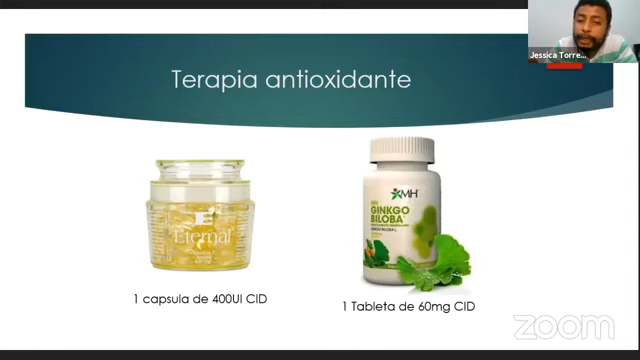 Jessica Torre...
Terapia antioxidante
E
Eternal
MH
GINKGO
BILOBA
1 capsula de 400UI CID
1 Tableta de 60mg CID
zoom